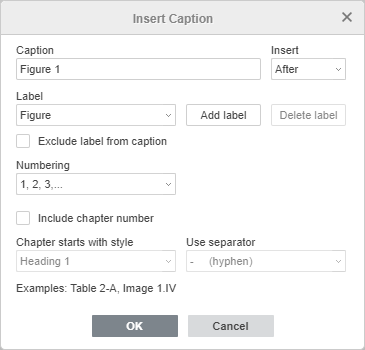 Insert Caption
Caption Insert
Figure 1 After
Label
Figure Add label Delete label
Exclude label from caption
Numbering
1, 2, 3,...
Include chapter number
Chapter starts with style Use separator
Heading 1 - (hyphen)
Examples: Table 2-A, Image 1.IV
OK Cancel